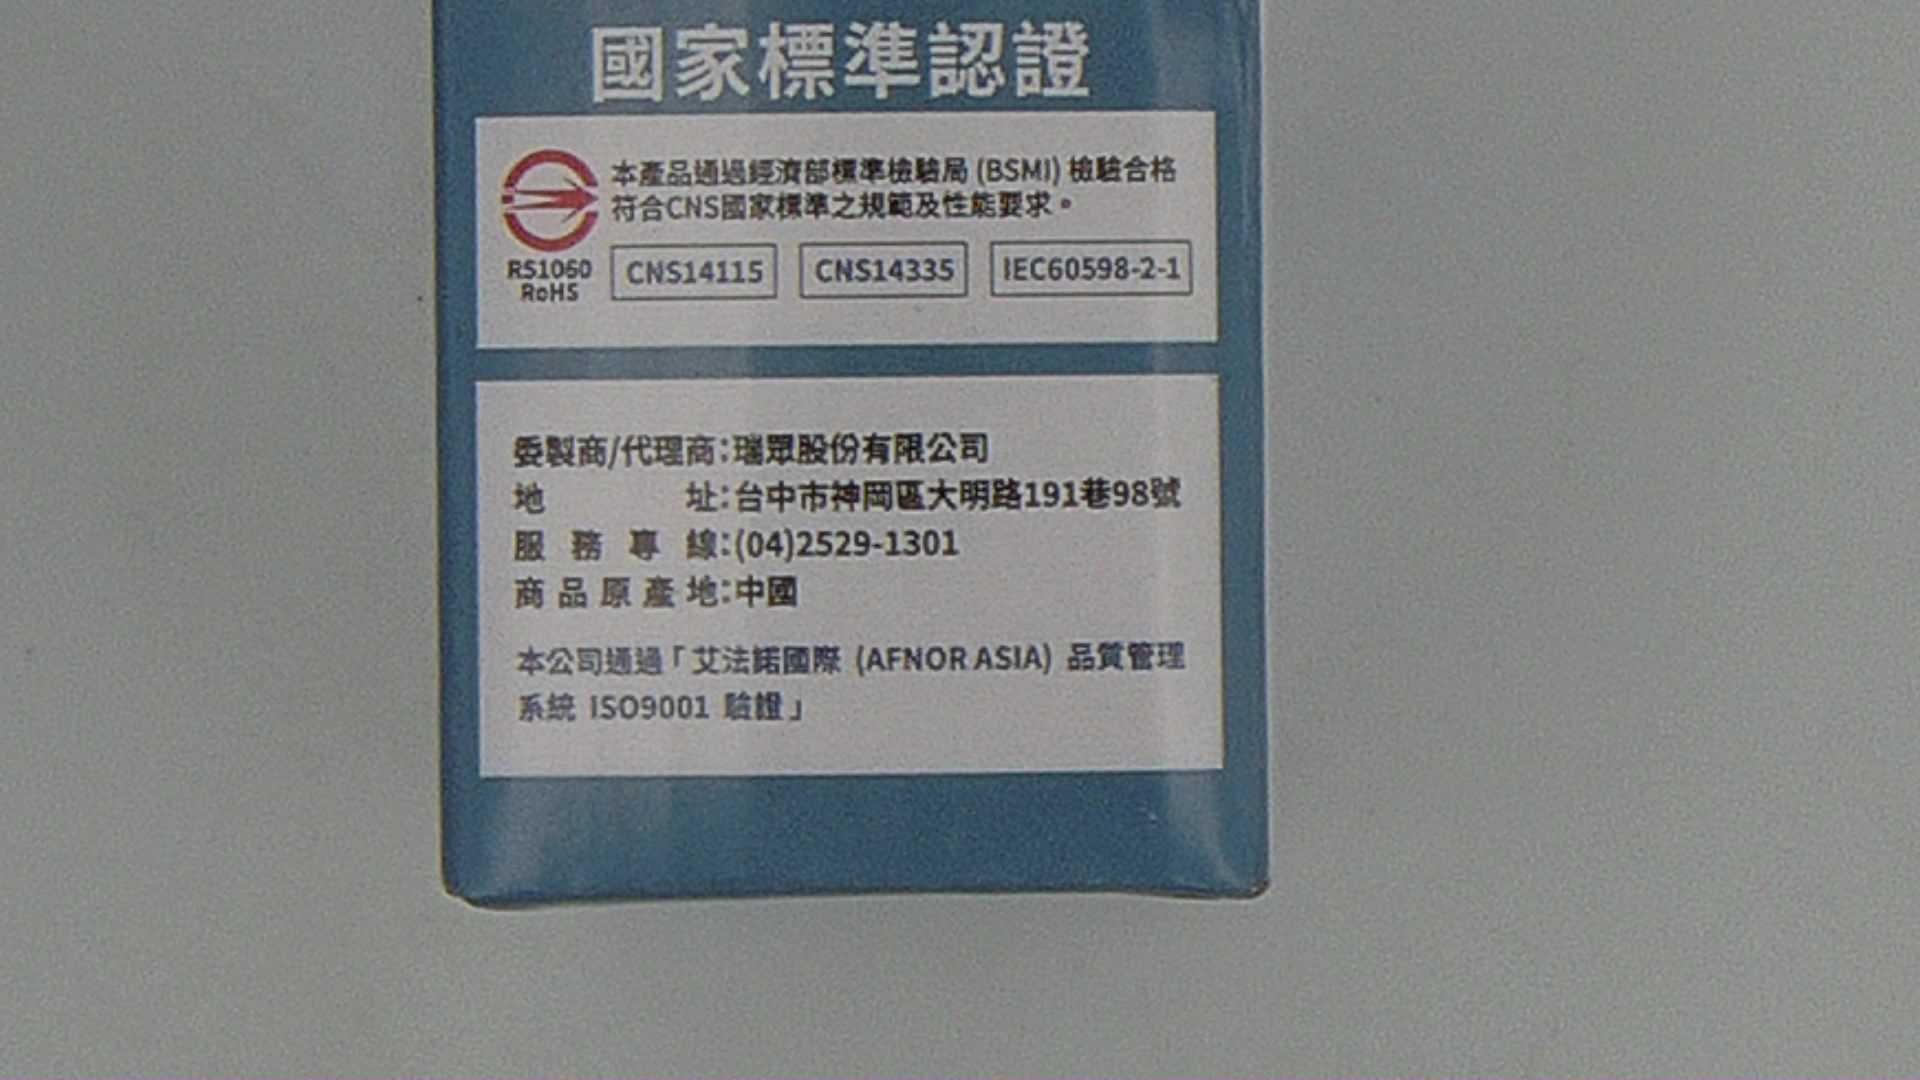 國家標準認證
本產品通過經濟部標準檢驗局 (BSMI) 檢驗合格
符合CNS國家標準之規範及性能要求。
RS1060
RoHS
CNS14115
CNS14335
IEC60598-2-1
委製商/代理商:瑞眾股份有限公司
地址:台中市神岡區大明路191巷98號
服務專線:(04)2529-1301
商品原產地:中國
本公司通過「艾法諾國際 (AFNOR ASIA) 品質管理
系統 ISO9001 驗證」